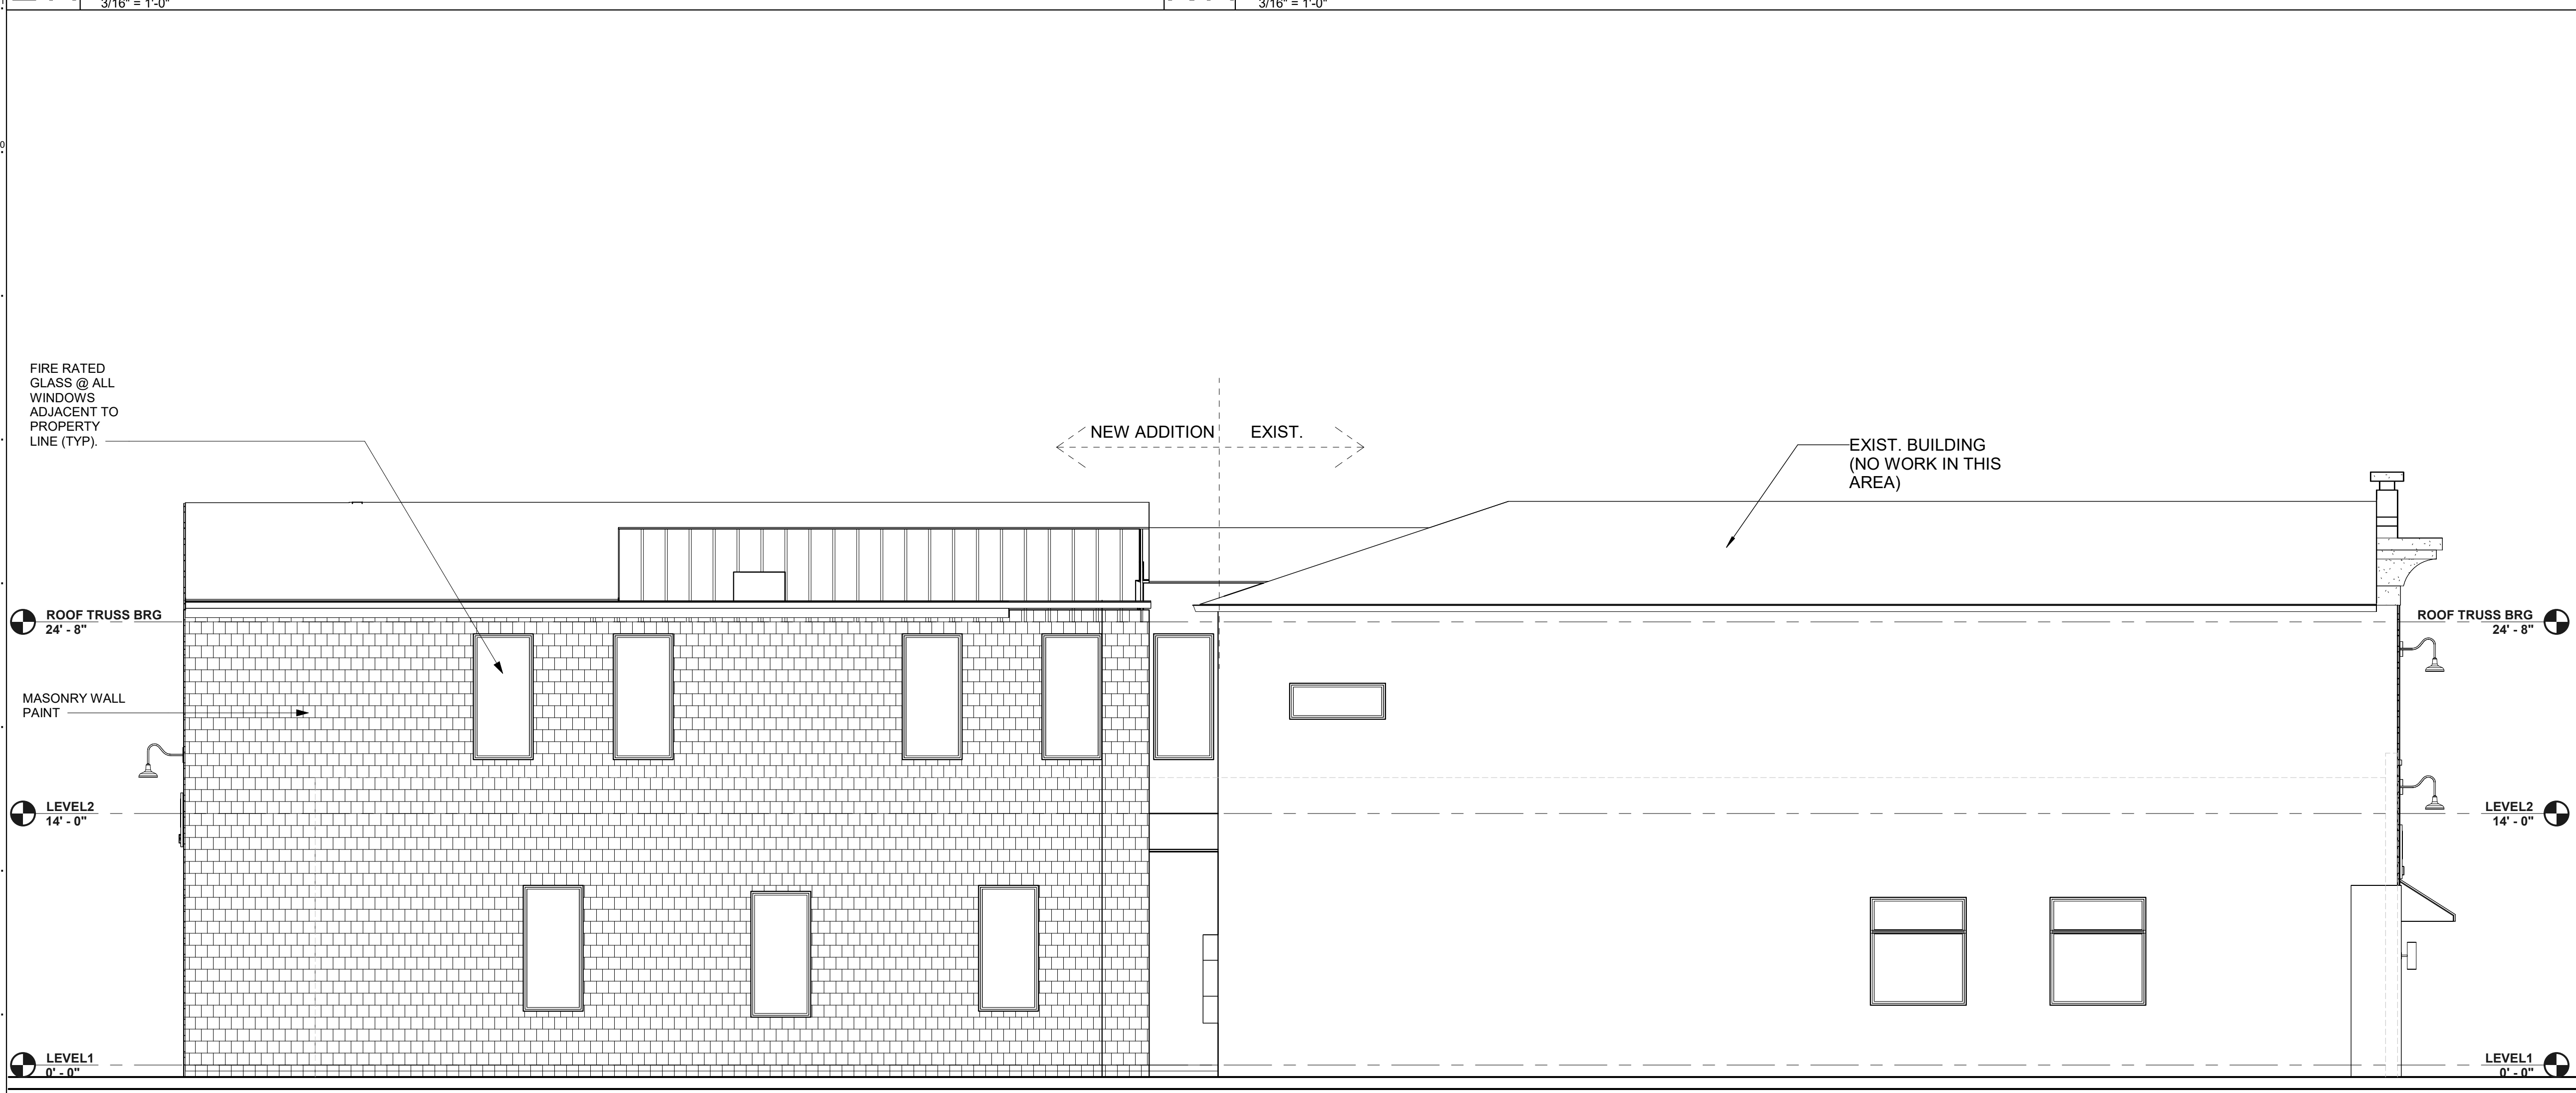 3/16" = 1'-0"
3/16" = 1'-0"
0
FIRE RATED
GLASS @ ALL
WINDOWS
ADJACENT TO
PROPERTY
LINE (TYP).
NEW ADDITION
EXIST.
EXIST. BUILDING
(NO WORK IN THIS
AREA)
ROOF TRUSS BRG
24' - 8"
ROOF TRUSS BRG
24' - 8"
MASONRY WALL
PAINT
LEVEL2
14' - 0"
LEVEL2
14' - 0"
LEVEL1
0' - 0"
LEVEL1
0' - 0"